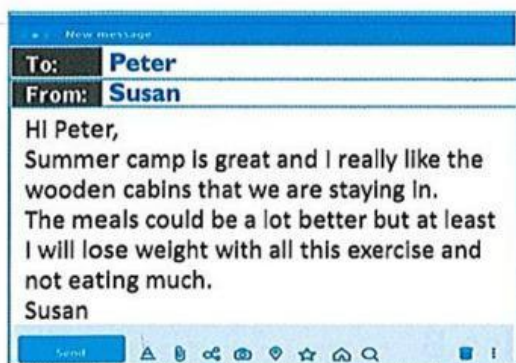 New message
To: Peter
From: Susan
Hi Peter,
Summer camp is great and I really like the
wooden cabins that we are staying in.
The meals could be a lot better but at least
I will lose weight with all this exercise and
not eating much.
Susan
Send